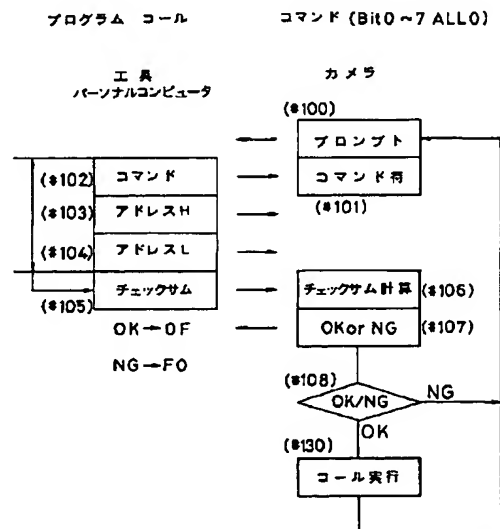 プログラム コール
コマンド (Bit0~7 ALL0)
工具
パーソナルコンピュータ
カメラ
(*100)
プロンプト
(*102) コマンド
コマンド待
(*103) アドレスH
(*101)
(*104) アドレスL
(*105) チェックサム
チェックサム計算 (*106)
OK→0F
OKor NG (*107)
NG→F0
(*108)
OK/NG
NG
OK
(*130)
コール実行